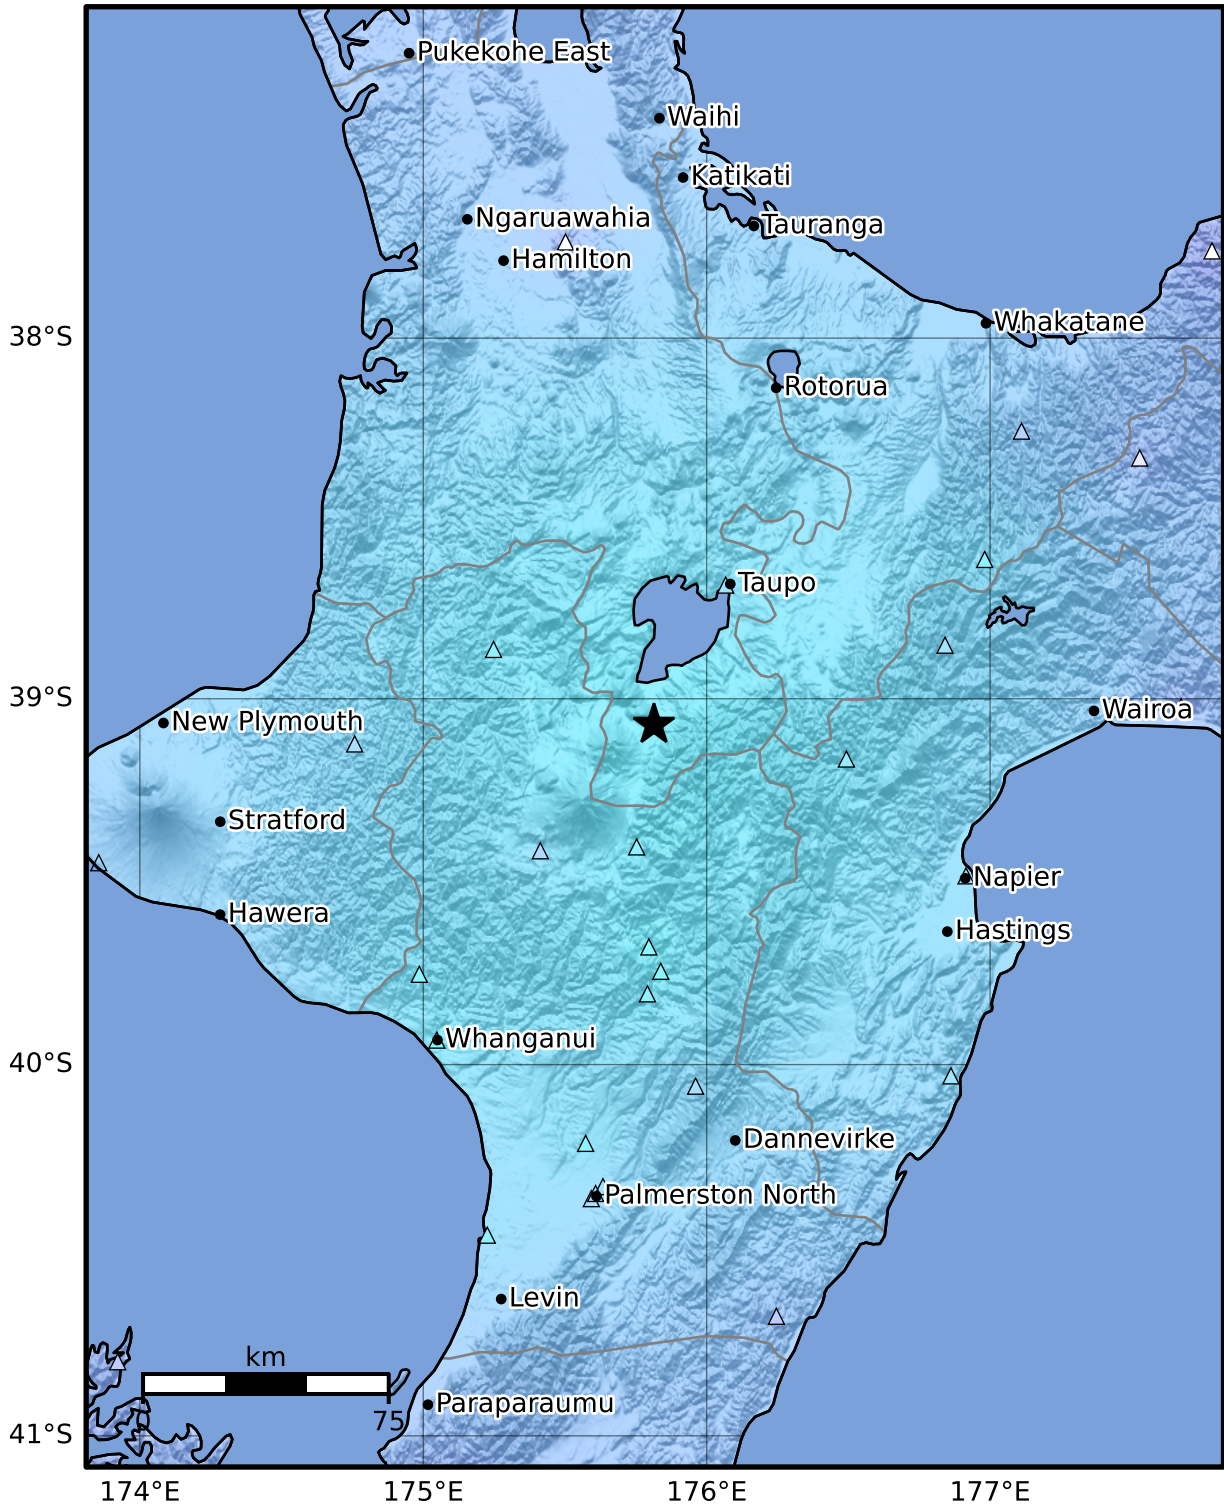 Pukekohe East
Waihi
Katikati
Ngaruawahia
Tauranga
Hamilton
Whakatane
38°S
Rotorua
Taupo
39°S
Wairoa
New Plymouth
Stratford
Napier
Hawera
Hastings
Whanganui
40°S
Dannevirke
Palmerston North
Levin
km
75
Paraparaumu
41°S
174°E
175°E
176°E
177°E